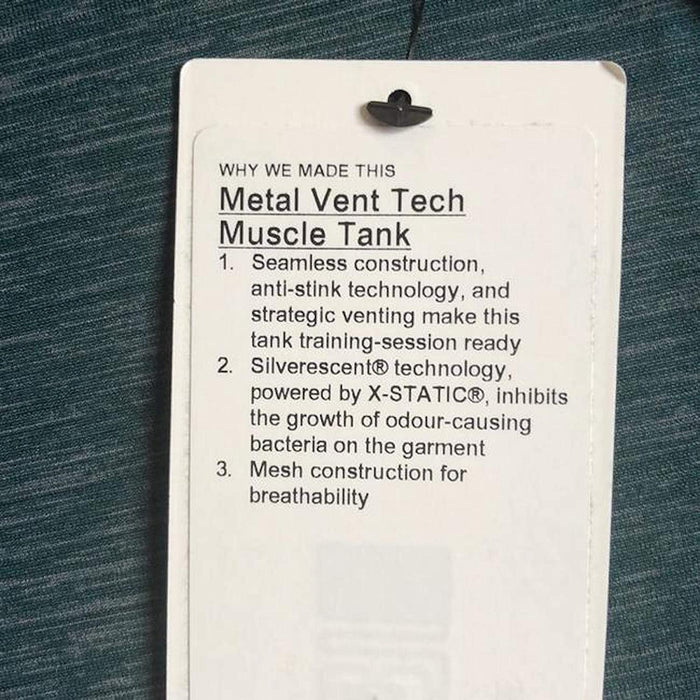 WHY WE MADE THIS
Metal Vent Tech
Muscle Tank
1. Seamless construction,
anti-stink technology, and
strategic venting make this
tank training-session ready
2. Silverescent® technology,
powered by X-STATIC®, inhibits
the growth of odour-causing
bacteria on the garment
3. Mesh construction for
breathability